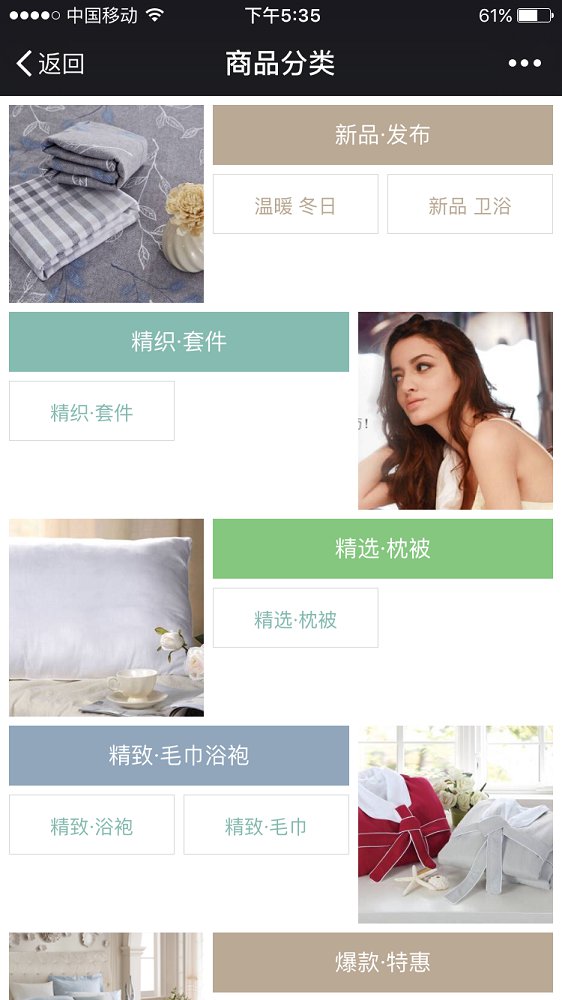 中国移动 下午5:35 61%
返回 商品分类
新品·发布
温暖 冬日 新品 卫浴
精织·套件
精织·套件
精选·枕被
精选·枕被
精致·毛巾浴袍
精致·浴袍 精致·毛巾
爆款·特惠